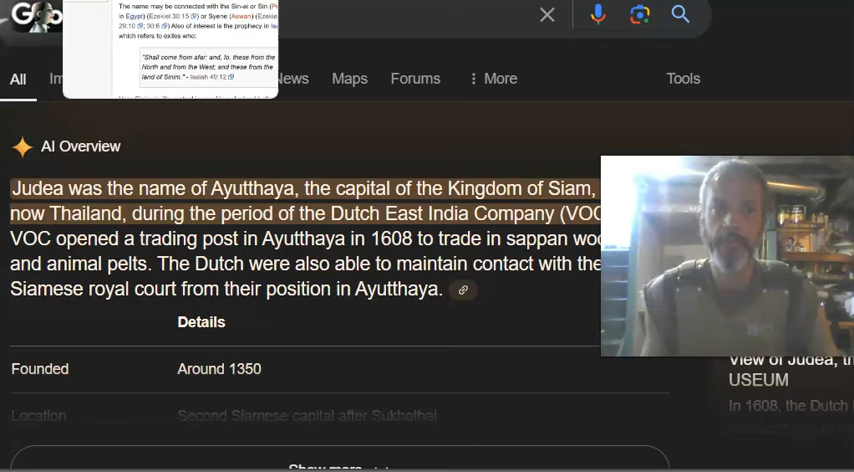 The name may be connected with the Sin-ai or Sin
in Egypt) (Ezekiel 30:15 or Syene (Aswan) (Ezekiel
29:10 ; 30:6 Also of interest is the prophecy in
which refers to exiles who:
"Shall come from afar: and, lo, these from the
North and from the West; and these from the
land of Sinim." - Isaiah 49:12
All
News
Maps
Forums
More
Tools
AI Overview
Judea was the name of Ayutthaya, the capital of the Kingdom of Siam,
now Thailand, during the period of the Dutch East India Company (VOC
VOC opened a trading post in Ayutthaya in 1608 to trade in sappan
and animal pelts. The Dutch were also able to maintain contact with the
Siamese royal court from their position in Ayutthaya.
Details
Founded Around 1350
Location Second Siamese capital after Sukhothai
Show more
View of Judea,
USEUM
In 1608, the Dutch